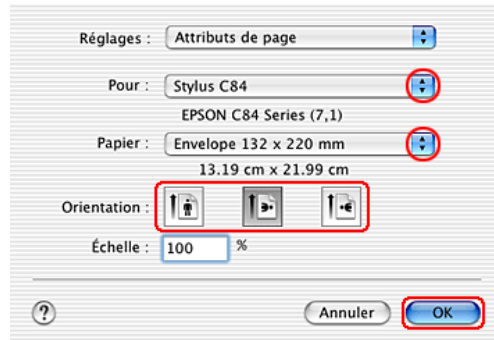 Réglages : Attributs de page
Pour : Stylus C84
EPSON C84 Series (7,1)
Papier : Envelope 132 x 220 mm
13.19 cm x 21.99 cm
Orientation :
Échelle : 100 %
? Annuler OK